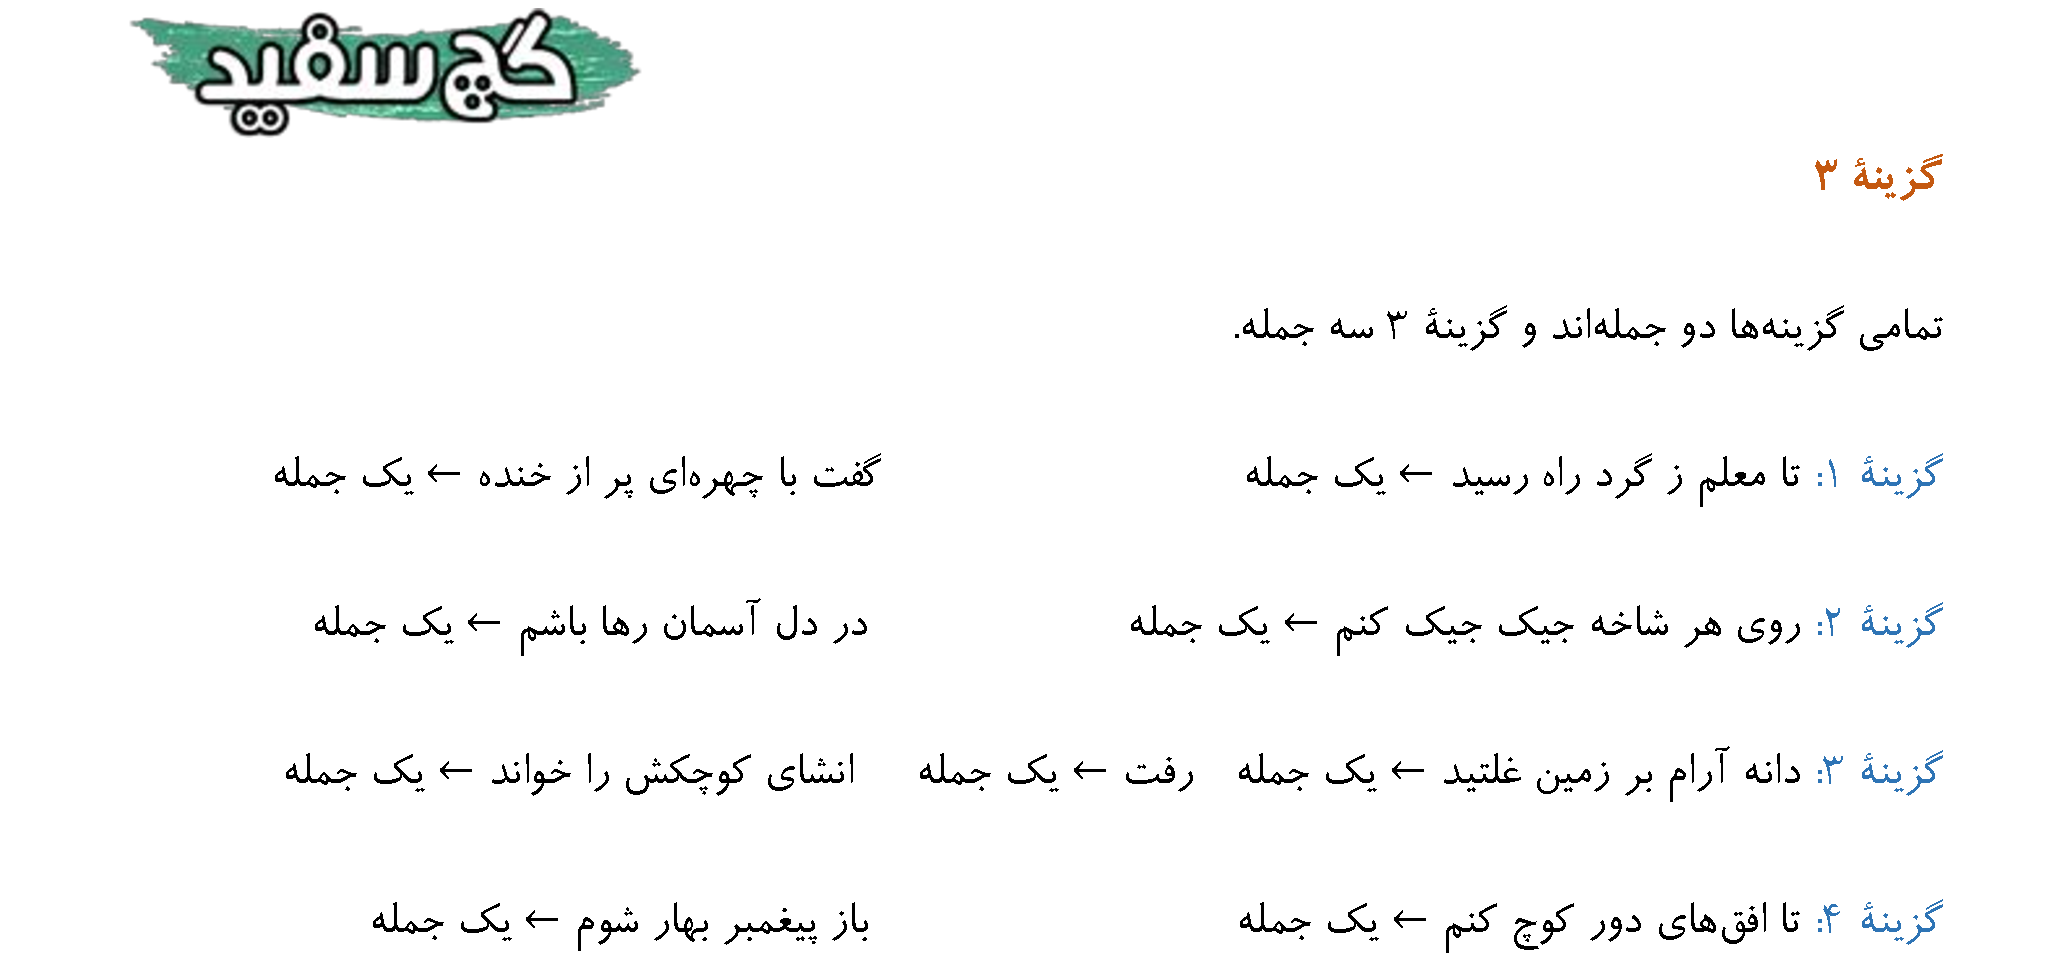 گچ سفید
گزینهٔ ۳
تمامی گزینه‌ها دو جمله‌اند و گزینهٔ ۳ سه جمله.
گزینهٔ ۱: تا معلم ز گرد راه رسید ← یک جمله گفت با چهره‌ای پر از خنده ← یک جمله
گزینهٔ ۲: روی هر شاخه جیک جیک کنم ← یک جمله در دل آسمان رها باشم ← یک جمله
گزینهٔ ۳: دانه آرام بر زمین غلتید ← یک جمله رفت ← یک جمله انشای کوچکش را خواند ← یک جمله
گزینهٔ ۴: تا افق‌های دور کوچ کنم ← یک جمله باز پیغمبر بهار شوم ← یک جمله